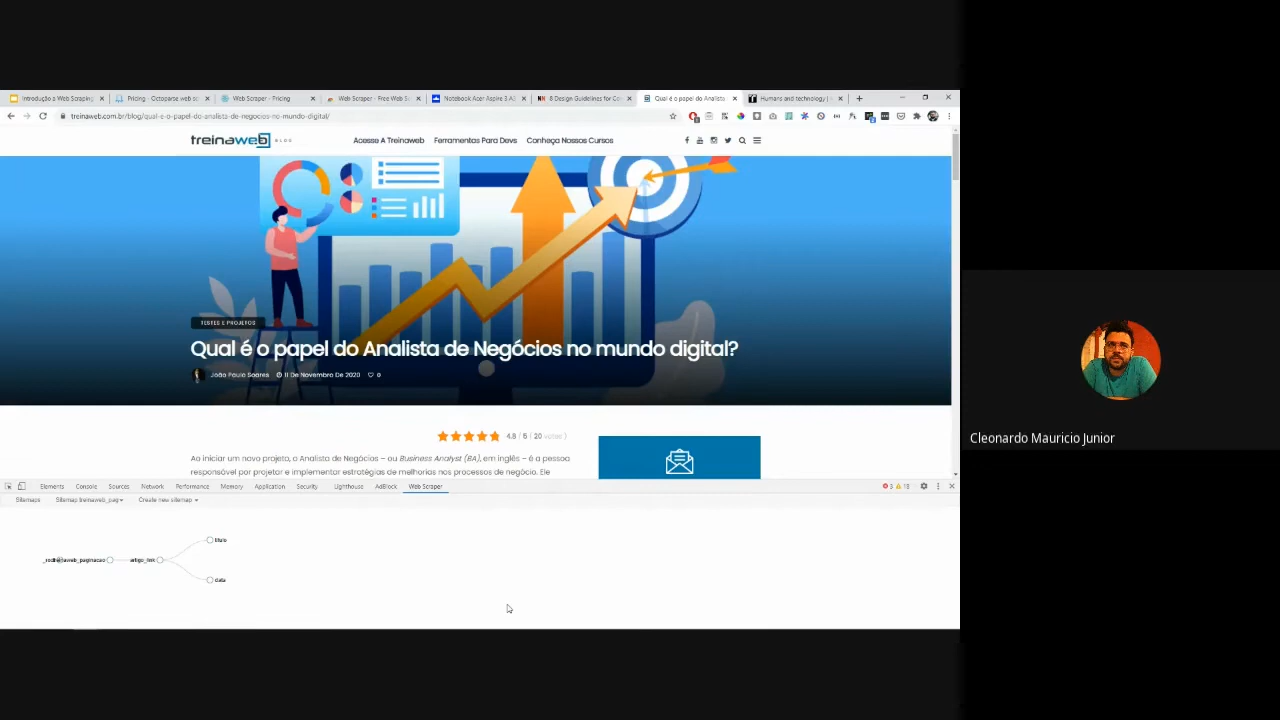 Introdução a Web Scraping
Pricing - Octoparse web sc
Web Scraper - Pricing
Web Scraper - Free Web S
Notebook Acer Aspire 3 A3
8 Design Guidelines for Co
Qual é o papel do Analista
Humans and technology |
treinaweb.com.br/blog/qual-e-o-papel-do-analista-de-negocios-no-mundo-digital/
treinaweb BLOG
Acesse A Treinaweb
Ferramentas Para Devs
Conheça Nossos Cursos
TESTES E PROJETOS
Qual é o papel do Analista de Negócios no mundo digital?
João Paulo Soares 11 De Novembro De 2020 0
4.8 / 5 ( 20 votes )
Ao iniciar um novo projeto, o Analista de Negócios – ou Business Analyst (BA), em inglês – é a pessoa
responsável por projetar e implementar estratégias de melhorias nos processos de negócio. Ele
Elements Console Sources Network Performance Memory Application Security Lighthouse AdBlock Web Scraper 3 18
Sitemaps Sitemap treinaweb_pag Create new sitemap
artigo_link
titulo
data
Cleonardo Mauricio Junior